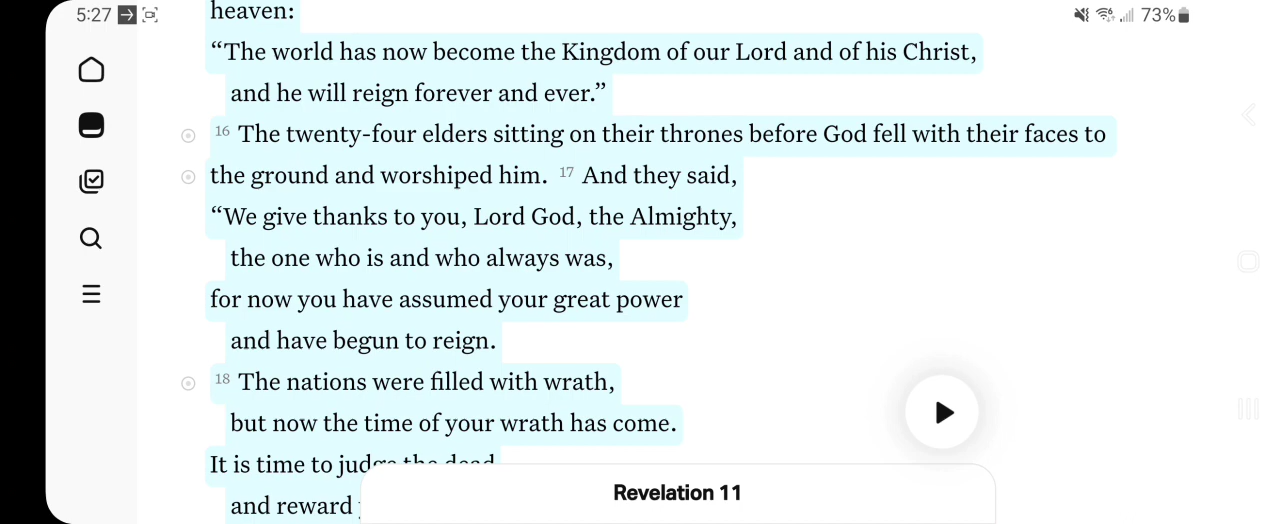 5:27
73%
heaven:
“The world has now become the Kingdom of our Lord and of his Christ,
and he will reign forever and ever.”
16 The twenty-four elders sitting on their thrones before God fell with their faces to
the ground and worshiped him. 17 And they said,
“We give thanks to you, Lord God, the Almighty,
the one who is and who always was,
for now you have assumed your great power
and have begun to reign.
18 The nations were filled with wrath,
but now the time of your wrath has come.
It is time to judge the dead
and reward
Revelation 11